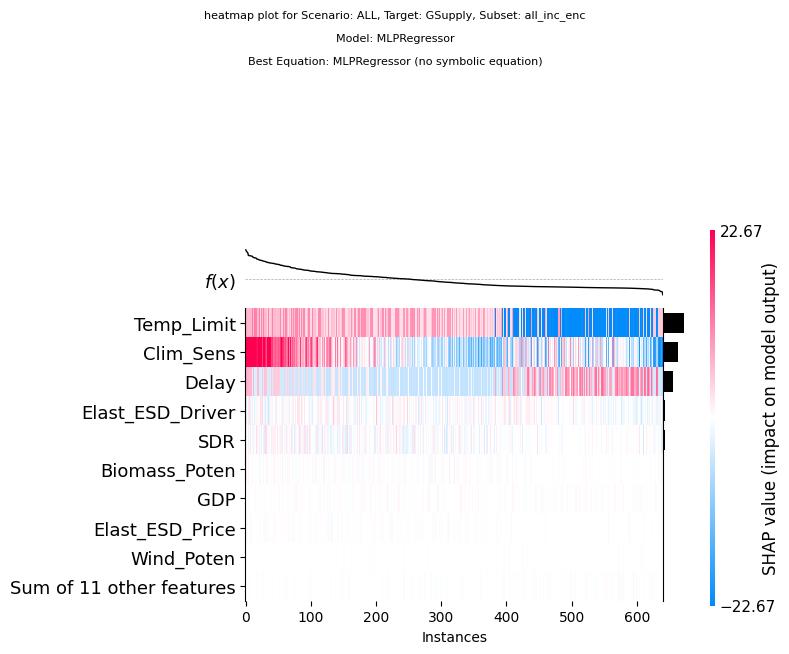 heatmap plot for Scenario: ALL, Target: GSupply, Subset: all_inc_enc
Model: MLPRegressor
Best Equation: MLPRegressor (no symbolic equation)
22.67
f(x)
Temp_Limit
Clim_Sens
Delay
Elast_ESD_Driver
SDR
Biomass_Poten
GDP
Elast_ESD_Price
Wind_Poten
Sum of 11 other features
SHAP value (impact on model output)
−22.67
0 100 200 300 400 500 600
Instances